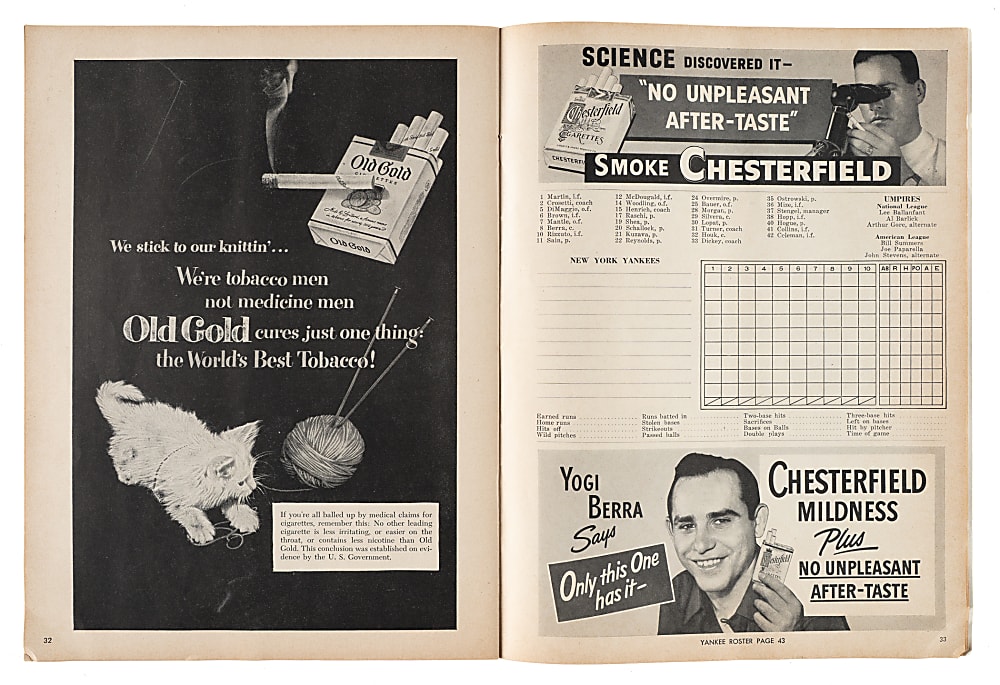 Old Gold
CIGARETTES
Old Gold
We stick to our knittin'...
We're tobacco men
not medicine men
Old Gold cures just one thing:
the World's Best Tobacco!
If you're all balled up by medical claims for
cigarettes, remember this: No other leading
cigarette is less irritating, or easier on the
throat, or contains less nicotine than Old
Gold. This conclusion was established on evi-
dence by the U. S. Government.
32
SCIENCE DISCOVERED IT—
"NO UNPLEASANT
AFTER-TASTE"
Chesterfield
CIGARETTES
CHESTERFI
SMOKE CHESTERFIELD
1 Martin, i.f.
2 Crosetti, coach
5 DiMaggio, o.f.
6 Brown, i.f.
7 Mantle, o.f.
8 Berra, c.
10 Rizzuto, i.f.
11 Sain, p.
12 McDougald, i.f.
14 Woodling, o.f.
15 Henrich, coach
17 Raschi, p.
19 Shea, p.
20 Schallock, p.
21 Kuzava, p.
22 Reynolds, p.
24 Overmire, p.
25 Bauer, o.f.
28 Morgan, p.
29 Silvera, c.
30 Lopat, p.
31 Turner, coach
32 Houk, c.
33 Dickey, coach
35 Ostrowski, p.
36 Mize, i.f.
37 Stengel, manager
38 Hopp, i.f.
40 Hogue, p.
41 Collins, i.f.
42 Coleman, i.f.
UMPIRES
National League
Lee Ballanfant
Al Barlick
Arthur Gore, alternate
American League
Bill Summers
Joe Paparella
John Stevens, alternate
NEW YORK YANKEES
1 2 3 4 5 6 7 8 9 10 AB R H PO A E
Earned runs
Home runs
Hits off
Wild pitches
Runs batted in
Stolen bases
Strikeouts
Passed balls
Two-base hits
Sacrifices
Bases on Balls
Double plays
Three-base hits
Left on bases
Hit by pitcher
Time of game
YOGI
BERRA
Says
Only this One
has it—
Chesterfield
CHESTERFIELD
MILDNESS
Plus
NO UNPLEASANT
AFTER-TASTE
YANKEE ROSTER PAGE 43
33